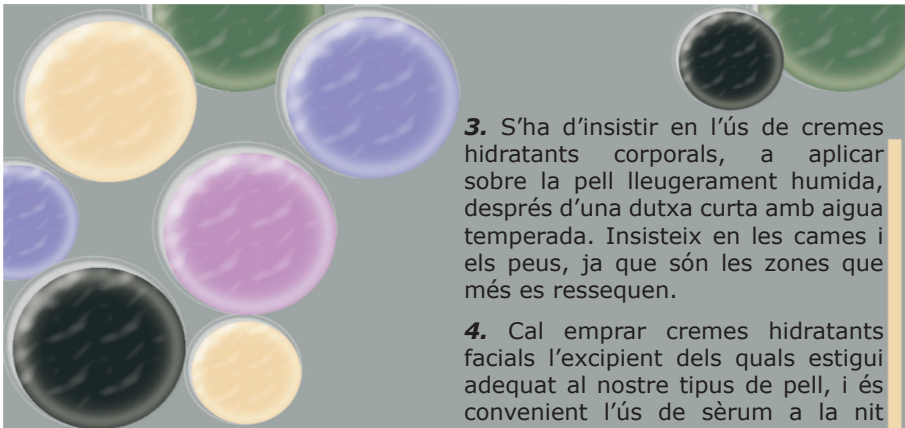 3. S’ha d’insistir en l’ús de cremes
hidratants corporals, a aplicar
sobre la pell lleugerament humida,
després d’una dutxa curta amb aigua
temperada. Insisteix en les cames i
els peus, ja que són les zones que
més es ressequen.
4. Cal emprar cremes hidratants
facials l’excipient dels quals estigui
adequat al nostre tipus de pell, i és
convenient l’ús de sèrum a la nit